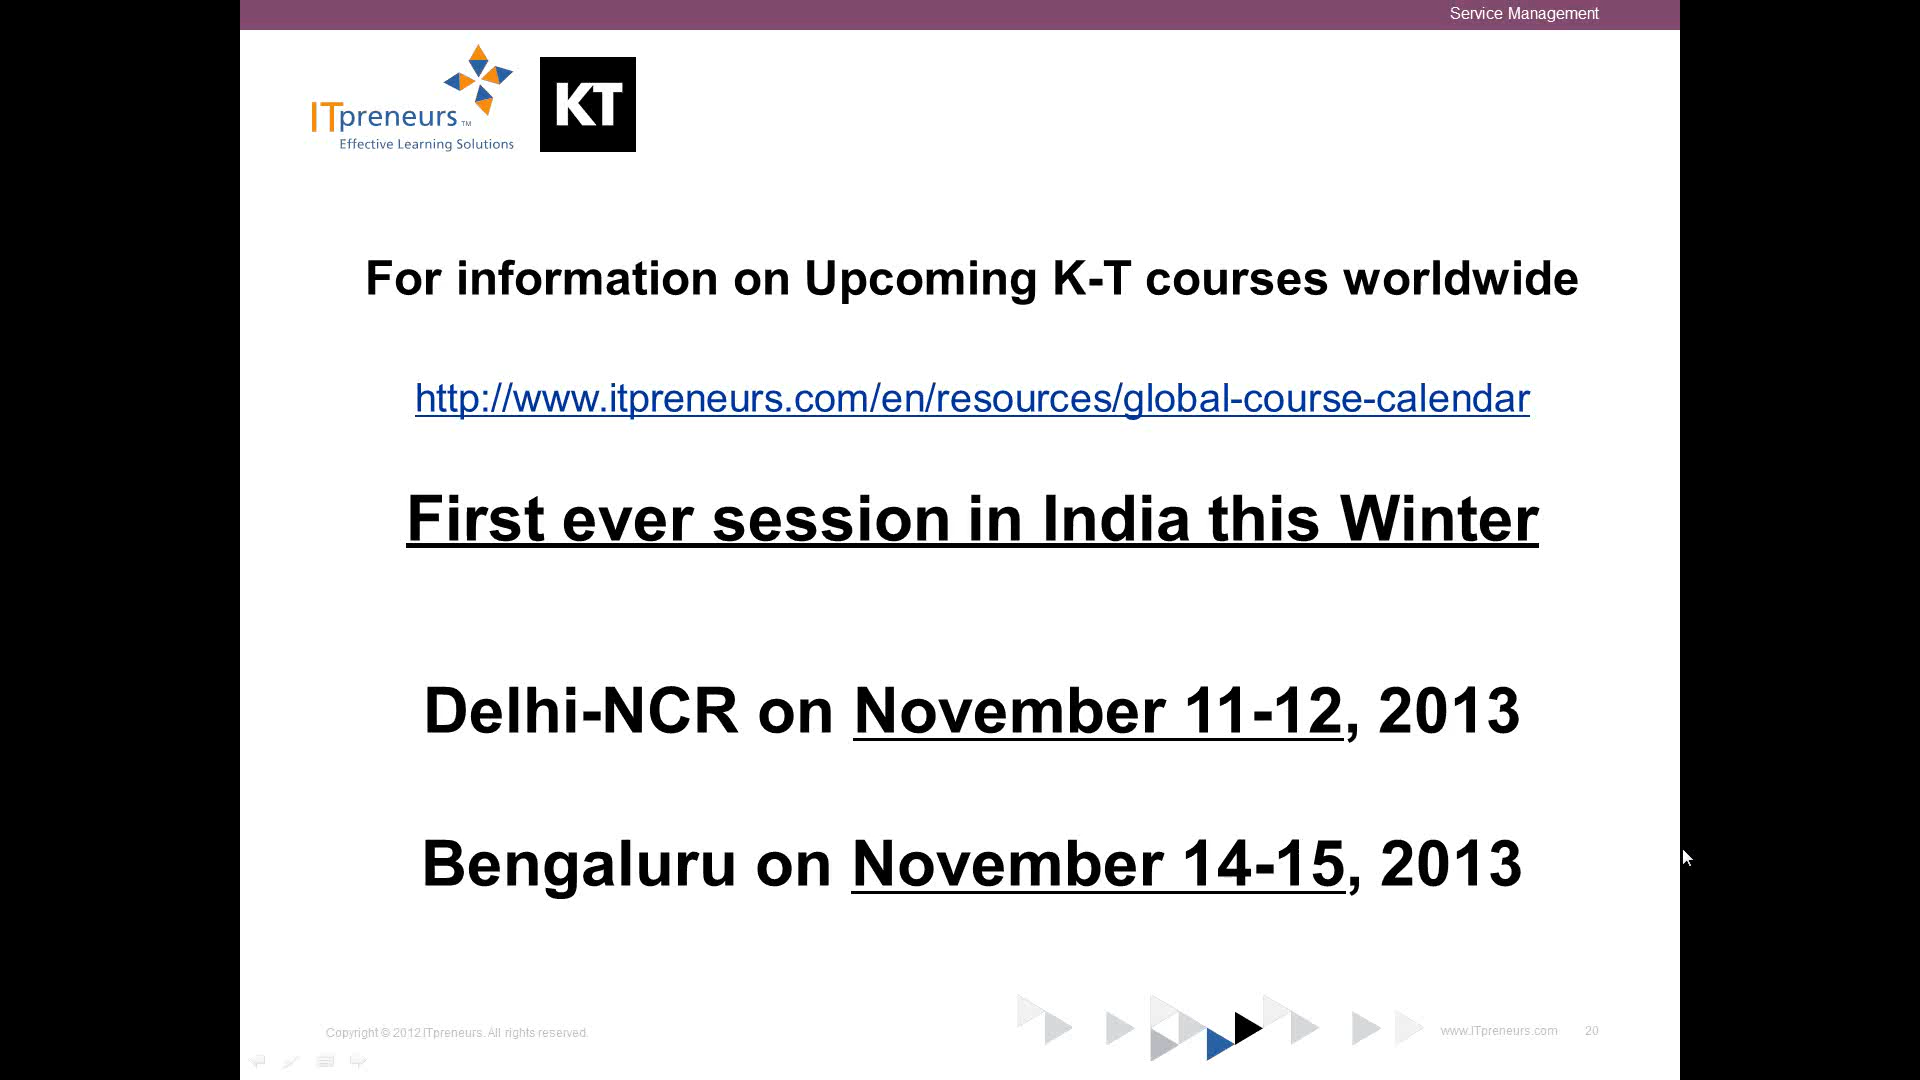 Service Management
ITpreneurs™
Effective Learning Solutions
KT
For information on Upcoming K-T courses worldwide
http://www.itpreneurs.com/en/resources/global-course-calendar
First ever session in India this Winter
Delhi-NCR on November 11-12, 2013
Bengaluru on November 14-15, 2013
Copyright © 2012 ITpreneurs. All rights reserved.
www.ITpreneurs.com 20